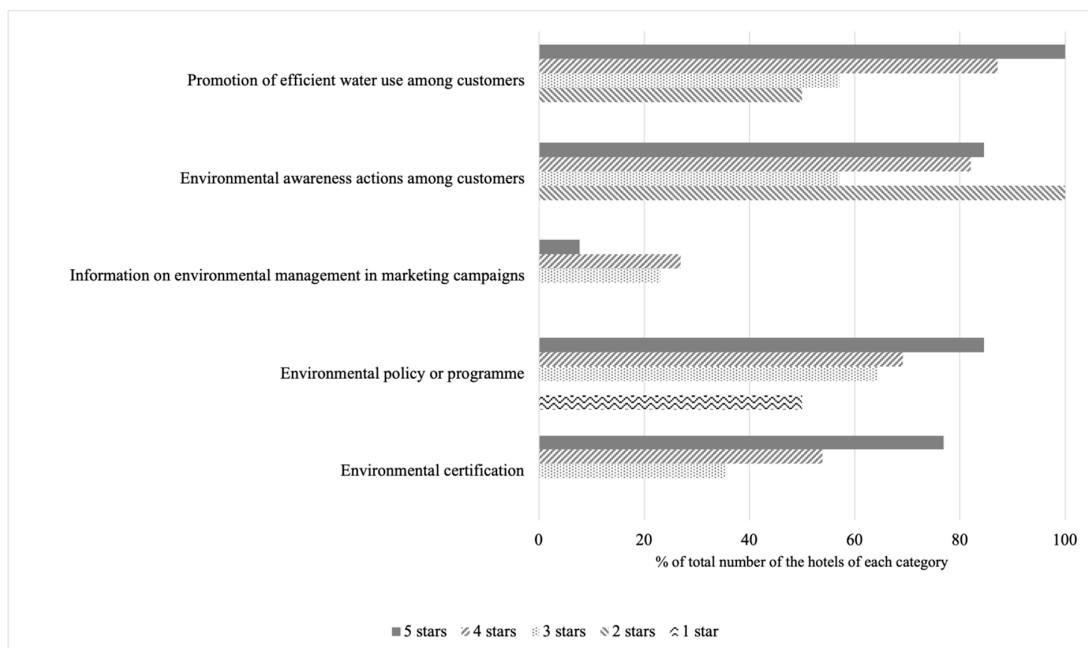 Promotion of efficient water use among customers
Environmental awareness actions among customers
Information on environmental management in marketing campaigns
Environmental policy or programme
Environmental certification
0 20 40 60 80 100
% of total number of the hotels of each category
5 stars 4 stars 3 stars 2 stars 1 star